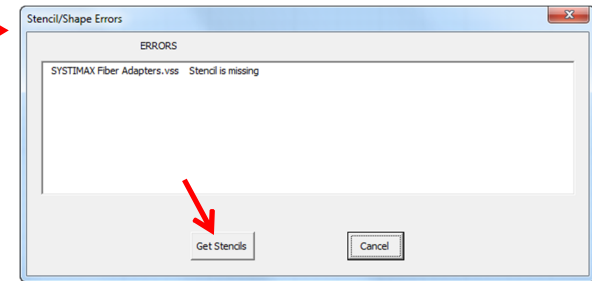 Stencil/Shape Errors
ERRORS
SYSTIMAX Fiber Adapters.vss Stencil is missing
Get Stencils Cancel